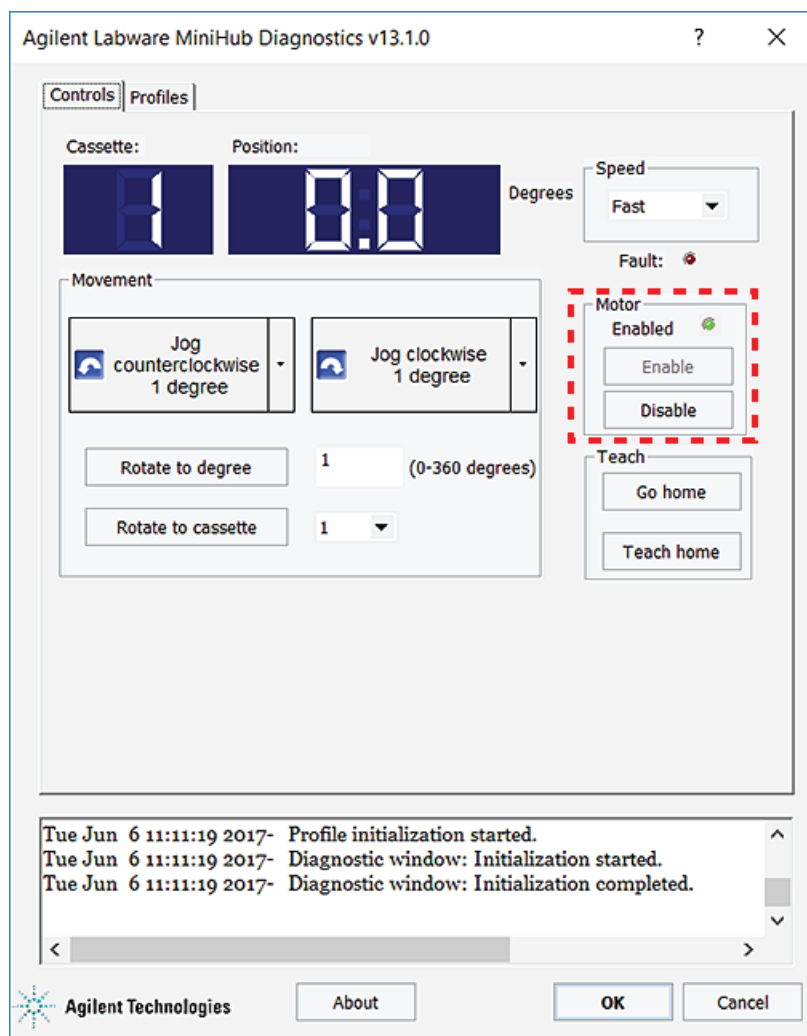 Agilent Labware MiniHub Diagnostics v13.1.0 ?
Controls Profiles
Cassette: Position:
1 0.0 Degrees
Speed
Fast
Fault:
Movement
Jog
counterclockwise
1 degree
Jog clockwise
1 degree
Motor
Enabled
Enable
Disable
Rotate to degree 1 (0-360 degrees)
Rotate to cassette 1
Teach
Go home
Teach home
Tue Jun 6 11:11:19 2017- Profile initialization started.
Tue Jun 6 11:11:19 2017- Diagnostic window: Initialization started.
Tue Jun 6 11:11:19 2017- Diagnostic window: Initialization completed.
Agilent Technologies About OK Cancel